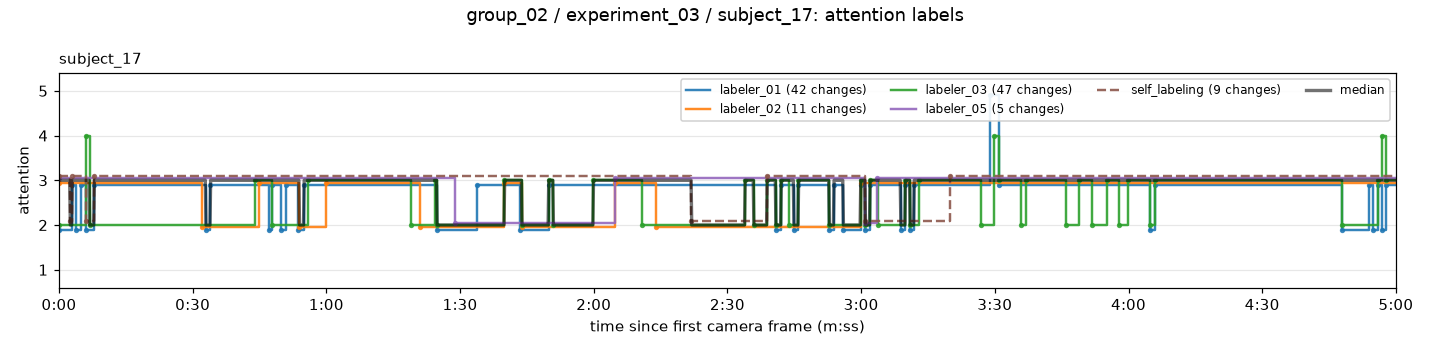 group_02 / experiment_03 / subject_17: attention labels
subject_17
labeler_01 (42 changes)
labeler_02 (11 changes)
labeler_03 (47 changes)
labeler_05 (5 changes)
self_labeling (9 changes)
median
attention
5
4
3
2
1
0:00 0:30 1:00 1:30 2:00 2:30 3:00 3:30 4:00 4:30 5:00
time since first camera frame (m:ss)